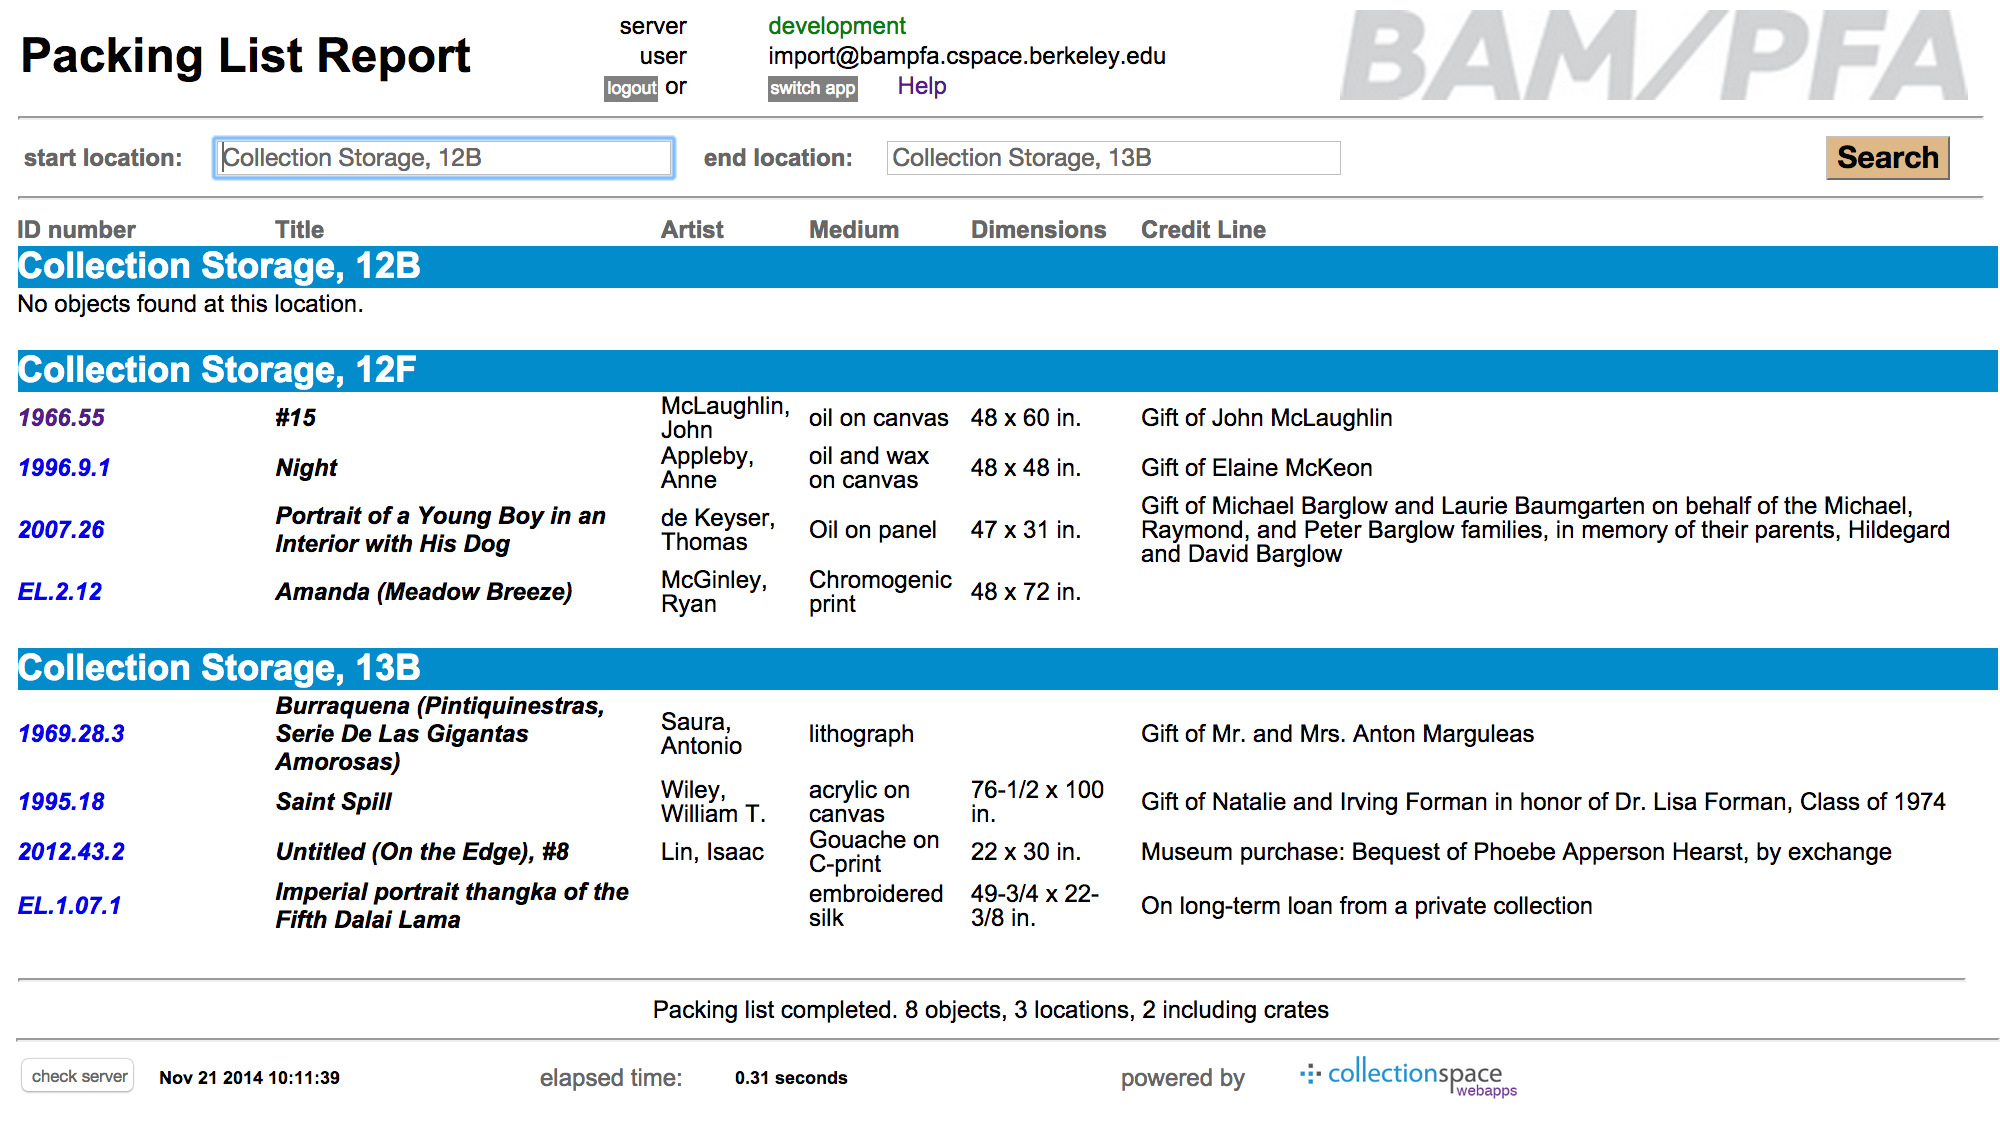 Packing List Report
server development
user import@bampfa.cspace.berkeley.edu
logout or switch app Help
BAM/PFA
start location: Collection Storage, 12B end location: Collection Storage, 13B Search
ID number Title Artist Medium Dimensions Credit Line
Collection Storage, 12B
No objects found at this location.
Collection Storage, 12F
1966.55 #15 McLaughlin, John oil on canvas 48 x 60 in. Gift of John McLaughlin
1996.9.1 Night Appleby, Anne oil and wax on canvas 48 x 48 in. Gift of Elaine McKeon
2007.26 Portrait of a Young Boy in an Interior with His Dog de Keyser, Thomas Oil on panel 47 x 31 in. Gift of Michael Barglow and Laurie Baumgarten on behalf of the Michael, Raymond, and Peter Barglow families, in memory of their parents, Hildegard and David Barglow
EL.2.12 Amanda (Meadow Breeze) McGinley, Ryan Chromogenic print 48 x 72 in.
Collection Storage, 13B
1969.28.3 Burraquena (Pintiquinestras, Serie De Las Gigantas Amorosas) Saura, Antonio lithograph Gift of Mr. and Mrs. Anton Marguleas
1995.18 Saint Spill Wiley, William T. acrylic on canvas 76-1/2 x 100 in. Gift of Natalie and Irving Forman in honor of Dr. Lisa Forman, Class of 1974
2012.43.2 Untitled (On the Edge), #8 Lin, Isaac Gouache on C-print 22 x 30 in. Museum purchase: Bequest of Phoebe Apperson Hearst, by exchange
EL.1.07.1 Imperial portrait thangka of the Fifth Dalai Lama embroidered silk 49-3/4 x 22-3/8 in. On long-term loan from a private collection
Packing list completed. 8 objects, 3 locations, 2 including crates
check server Nov 21 2014 10:11:39 elapsed time: 0.31 seconds powered by collectionspace webapps